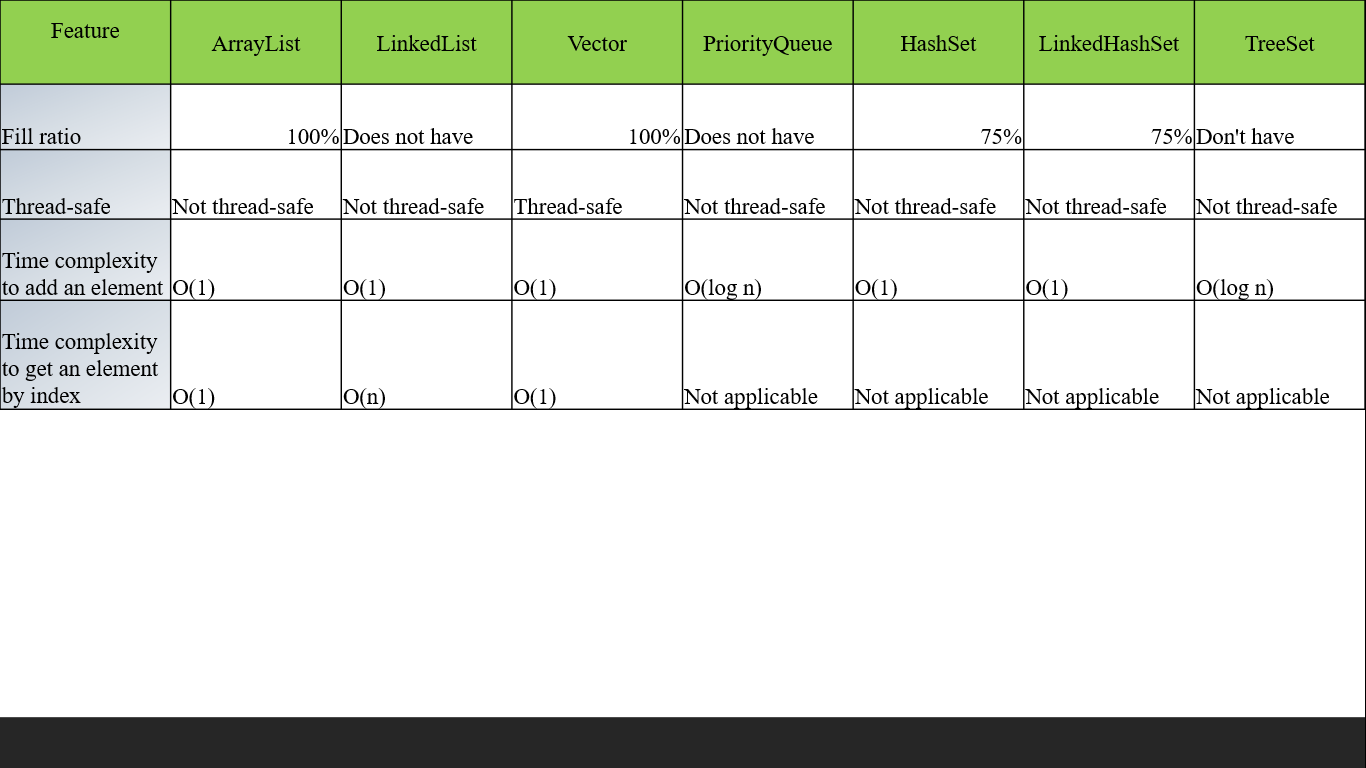 Feature ArrayList LinkedList Vector PriorityQueue HashSet LinkedHashSet TreeSet
Fill ratio 100% Does not have 100% Does not have 75% 75% Don't have
Thread-safe Not thread-safe Not thread-safe Thread-safe Not thread-safe Not thread-safe Not thread-safe Not thread-safe
Time complexity
to add an element O(1) O(1) O(1) O(log n) O(1) O(1) O(log n)
Time complexity
to get an element
by index O(1) O(n) O(1) Not applicable Not applicable Not applicable Not applicable